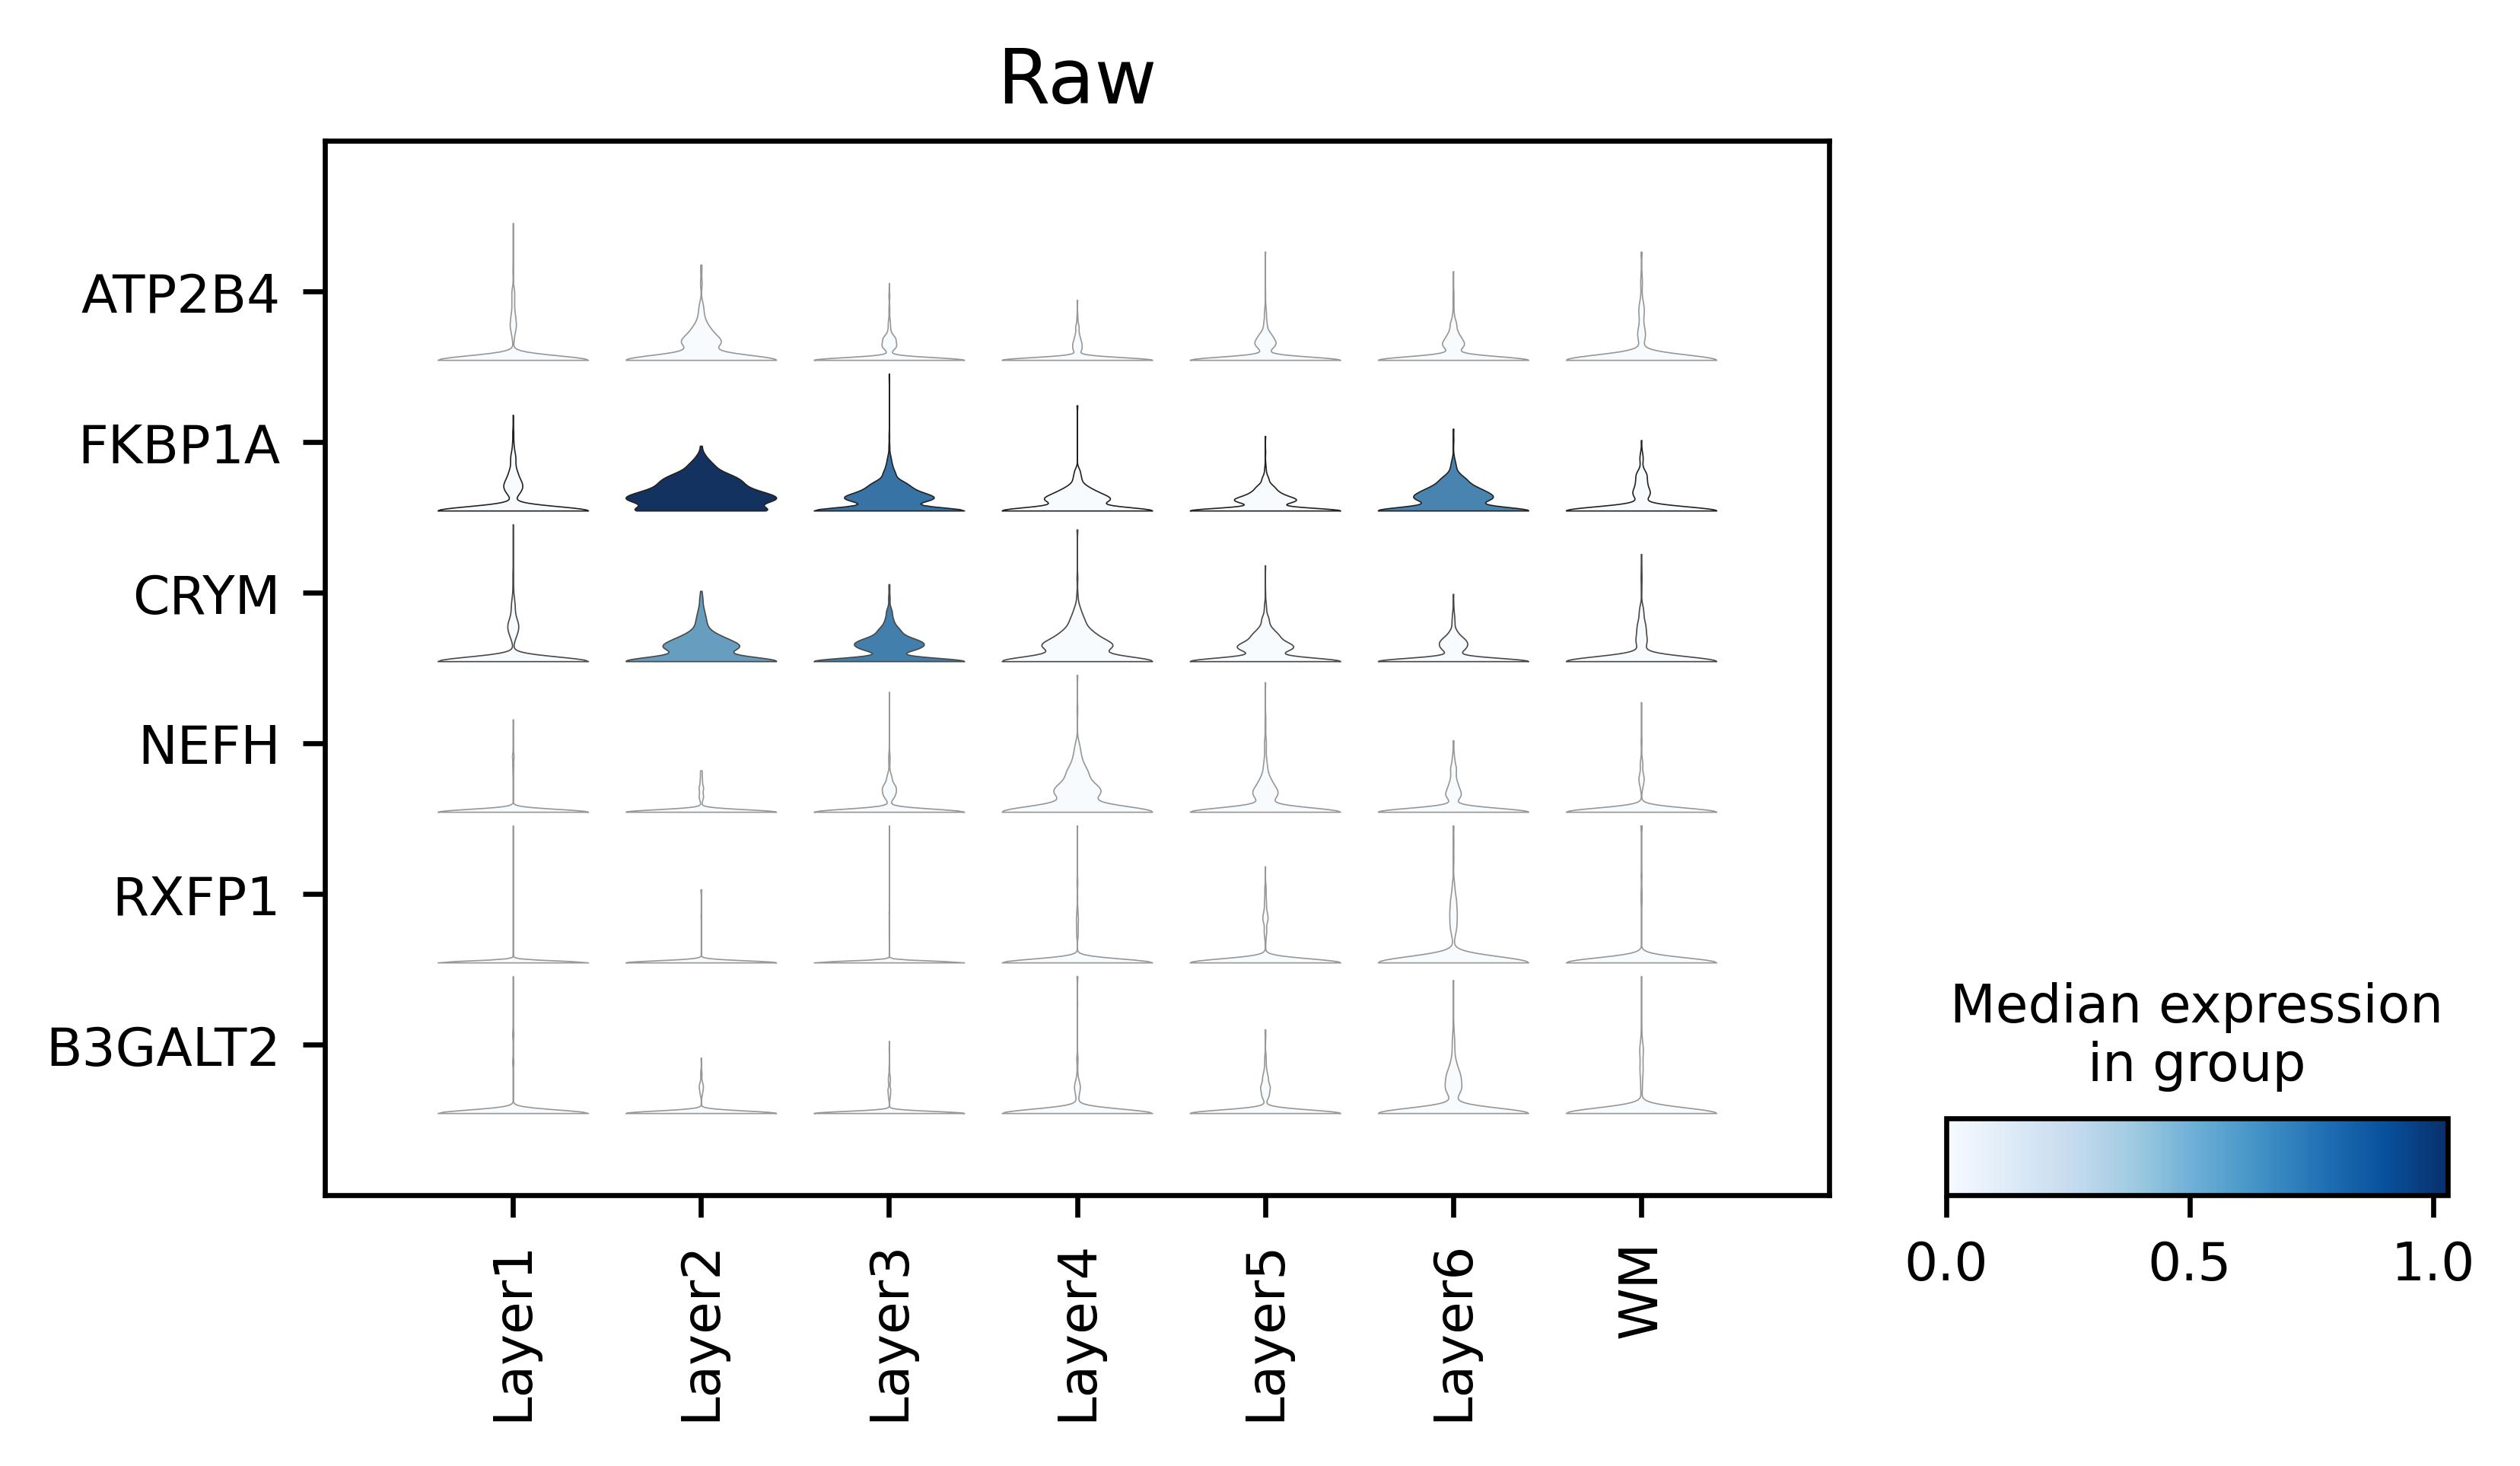 Raw
ATP2B4
FKBP1A
CRYM
NEFH
RXFP1
B3GALT2
Layer1
Layer2
Layer3
Layer4
Layer5
Layer6
WM
Median expression
in group
0.0 0.5 1.0